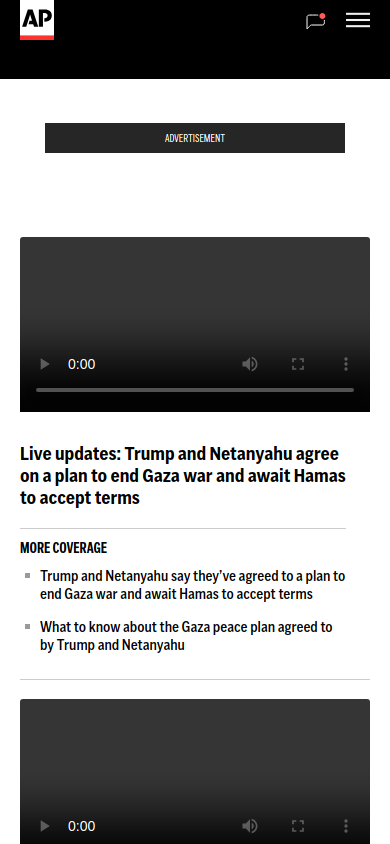 AP
ADVERTISEMENT
0:00
Live updates: Trump and Netanyahu agree
on a plan to end Gaza war and await Hamas
to accept terms
MORE COVERAGE
Trump and Netanyahu say they’ve agreed to a plan to
end Gaza war and await Hamas to accept terms
What to know about the Gaza peace plan agreed to
by Trump and Netanyahu
0:00